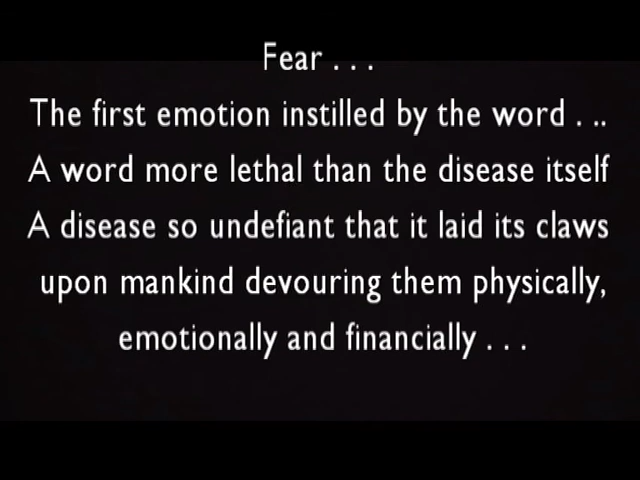 Fear . . .
The first emotion instilled by the word . ..
A word more lethal than the disease itself
A disease so undefiant that it laid its claws
upon mankind devouring them physically,
emotionally and financially . . .